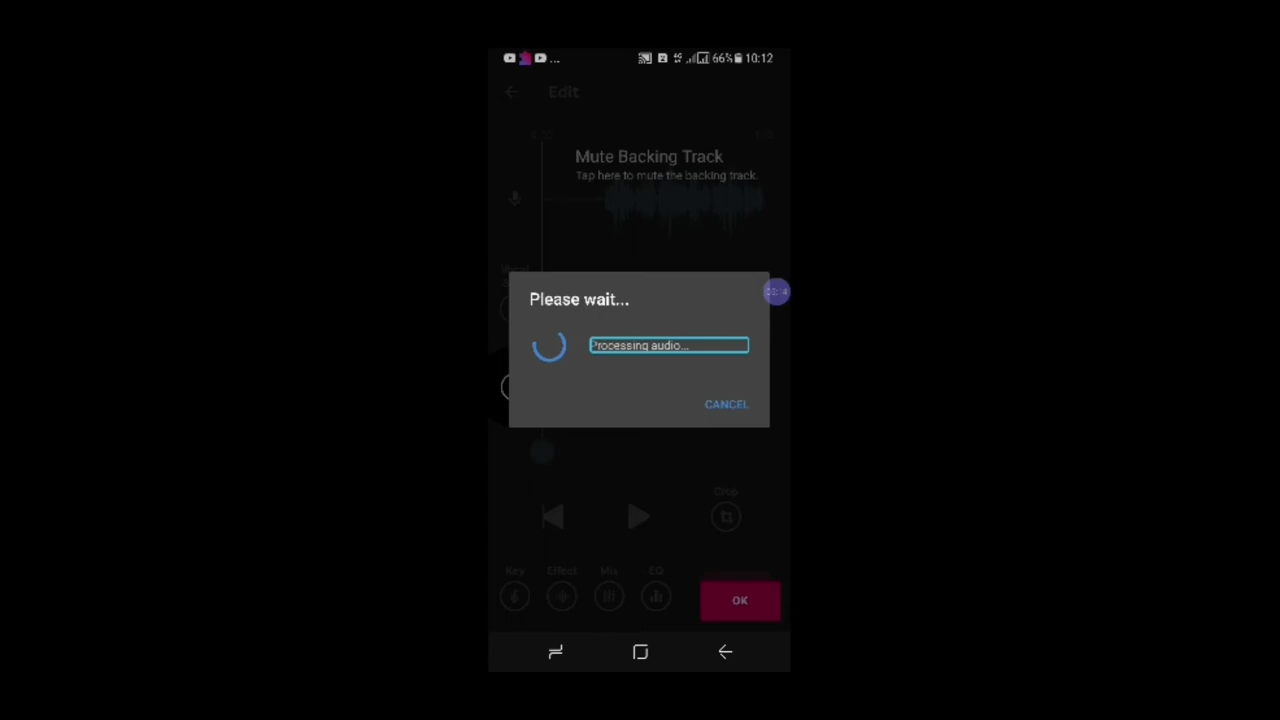 ... 66% 10:12
Edit
Mute Backing Track
Tap here to mute the backing track.
Please wait...
Processing audio...
CANCEL
Crop
Key Effect Mix EQ
OK